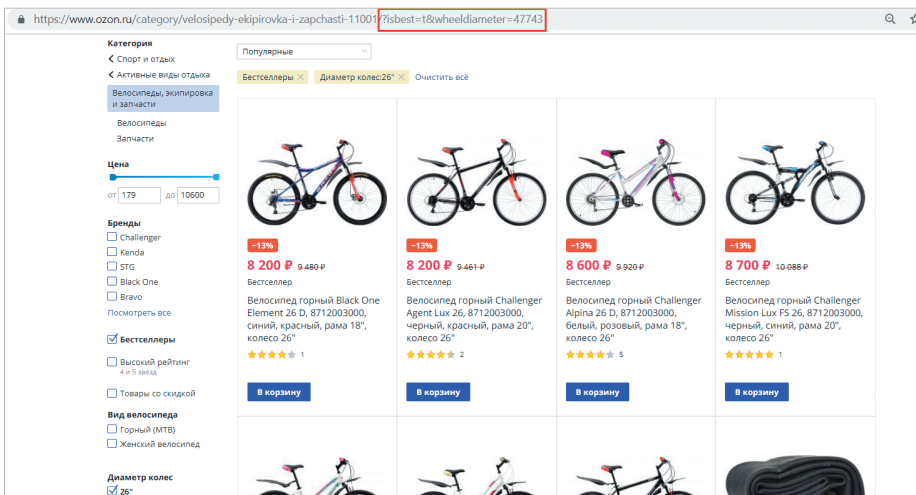 https://www.ozon.ru/category/velosipedy-ekipirovka-i-zapchasti-11001/?isbest=t&wheeldiameter=47743
Категория
Спорт и отдых
Активные виды отдыха
Велосипеды, экипировка
и запчасти
Велосипеды
Запчасти
Цена
от 179 до 10600
Бренды
Challenger
Kenda
STG
Black One
Bravo
Посмотреть все
Бестселлеры
Высокий рейтинг
4 и 5 звезд
Товары со скидкой
Вид велосипеда
Горный (MTB)
Женский велосипед
Диаметр колес
26"
Популярные
Бестселлеры × Диаметр колес:26" × Очистить всё
−13%
8 200 ₽ 9 480 ₽
Бестселлер
Велосипед горный Black One
Element 26 D, 8712003000,
синий, красный, рама 18",
колесо 26"
1
В корзину
−13%
8 200 ₽ 9 461 ₽
Бестселлер
Велосипед горный Challenger
Agent Lux 26, 8712003000,
черный, красный, рама 20",
колесо 26"
2
В корзину
−13%
8 600 ₽ 9 920 ₽
Бестселлер
Велосипед горный Challenger
Alpina 26 D, 8712003000,
белый, розовый, рама 18",
колесо 26"
5
В корзину
−13%
8 700 ₽ 10 088 ₽
Бестселлер
Велосипед горный Challenger
Mission Lux FS 26, 8712003000,
черный, синий, рама 20",
колесо 26"
1
В корзину